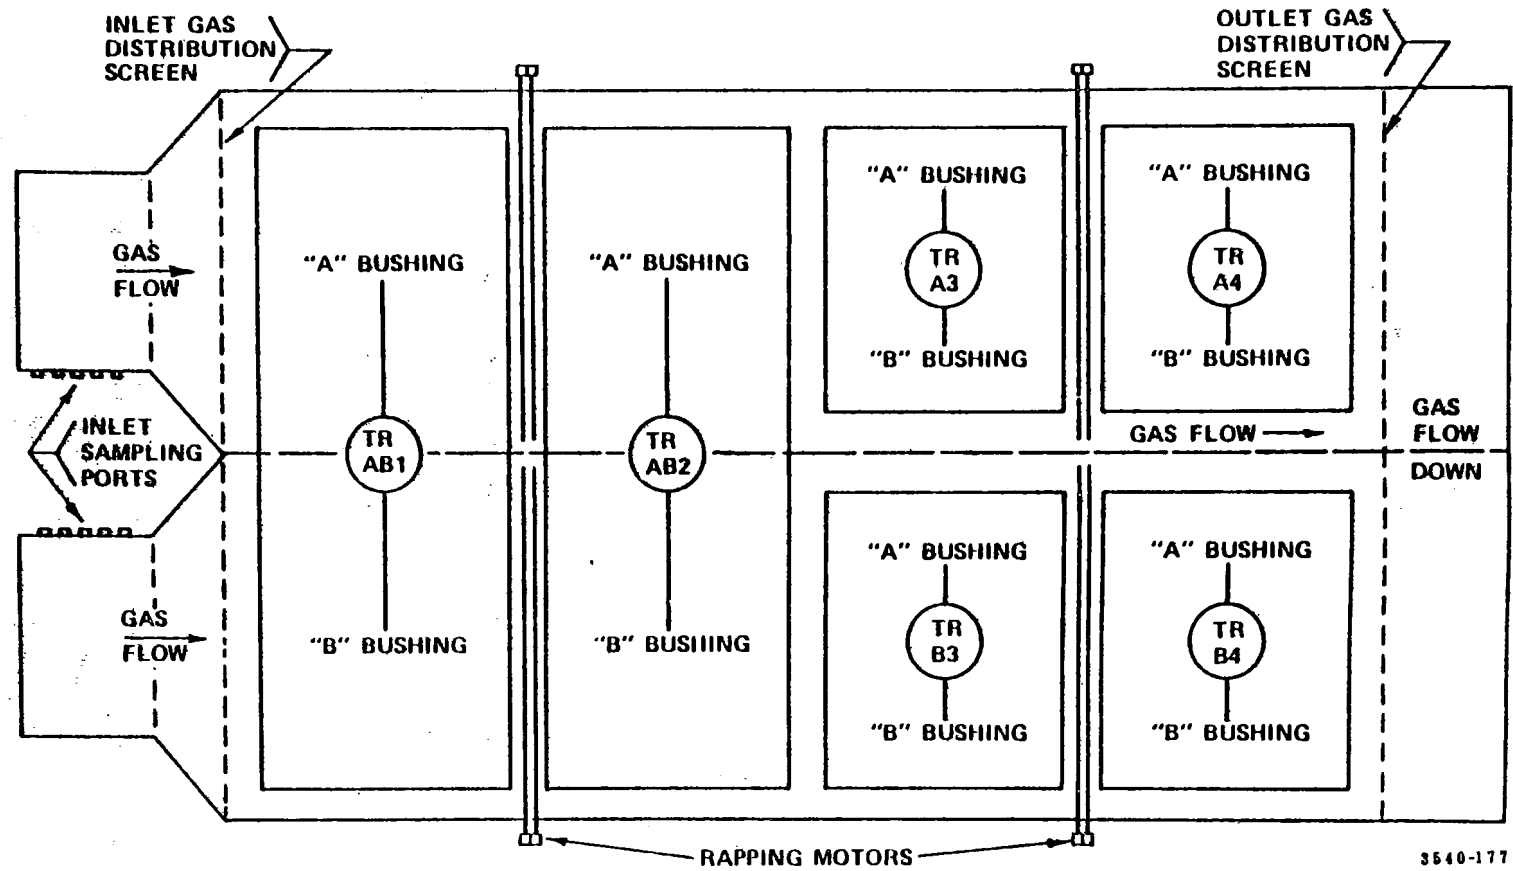 INLET GAS
DISTRIBUTION
SCREEN
OUTLET GAS
DISTRIBUTION
SCREEN
"A" BUSHING
"A" BUSHING
GAS
FLOW
"A" BUSHING
"A" BUSHING
TR
A3
TR
A4
"B" BUSHING
"B" BUSHING
INLET
SAMPLING
PORTS
TR
AB1
TR
AB2
GAS FLOW
GAS
FLOW
DOWN
"A" BUSHING
"A" BUSHING
GAS
FLOW
"B" BUSHING
"B" BUSHING
TR
B3
TR
B4
"B" BUSHING
"B" BUSHING
RAPPING MOTORS
3540-177